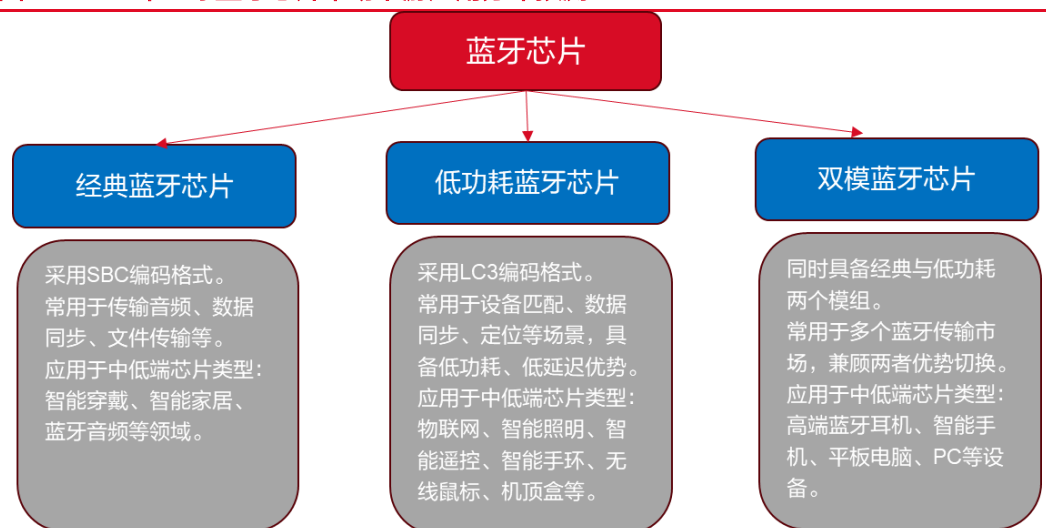 蓝牙芯片
经典蓝牙芯片
低功耗蓝牙芯片
双模蓝牙芯片
采用SBC编码格式。
常用于传输音频、数据
同步、文件传输等。
应用于中低端芯片类型：
智能穿戴、智能家居、
蓝牙音频等领域。
采用LC3编码格式。
常用于设备匹配、数据
同步、定位等场景，具
备低功耗、低延迟优势。
应用于中低端芯片类型：
物联网、智能照明、智
能遥控、智能手环、无
线鼠标、机顶盒等。
同时具备经典与低功耗
两个模组。
常用于多个蓝牙传输市
场，兼顾两者优势切换。
应用于中低端芯片类型：
高端蓝牙耳机、智能手
机、平板电脑、PC等设
备。